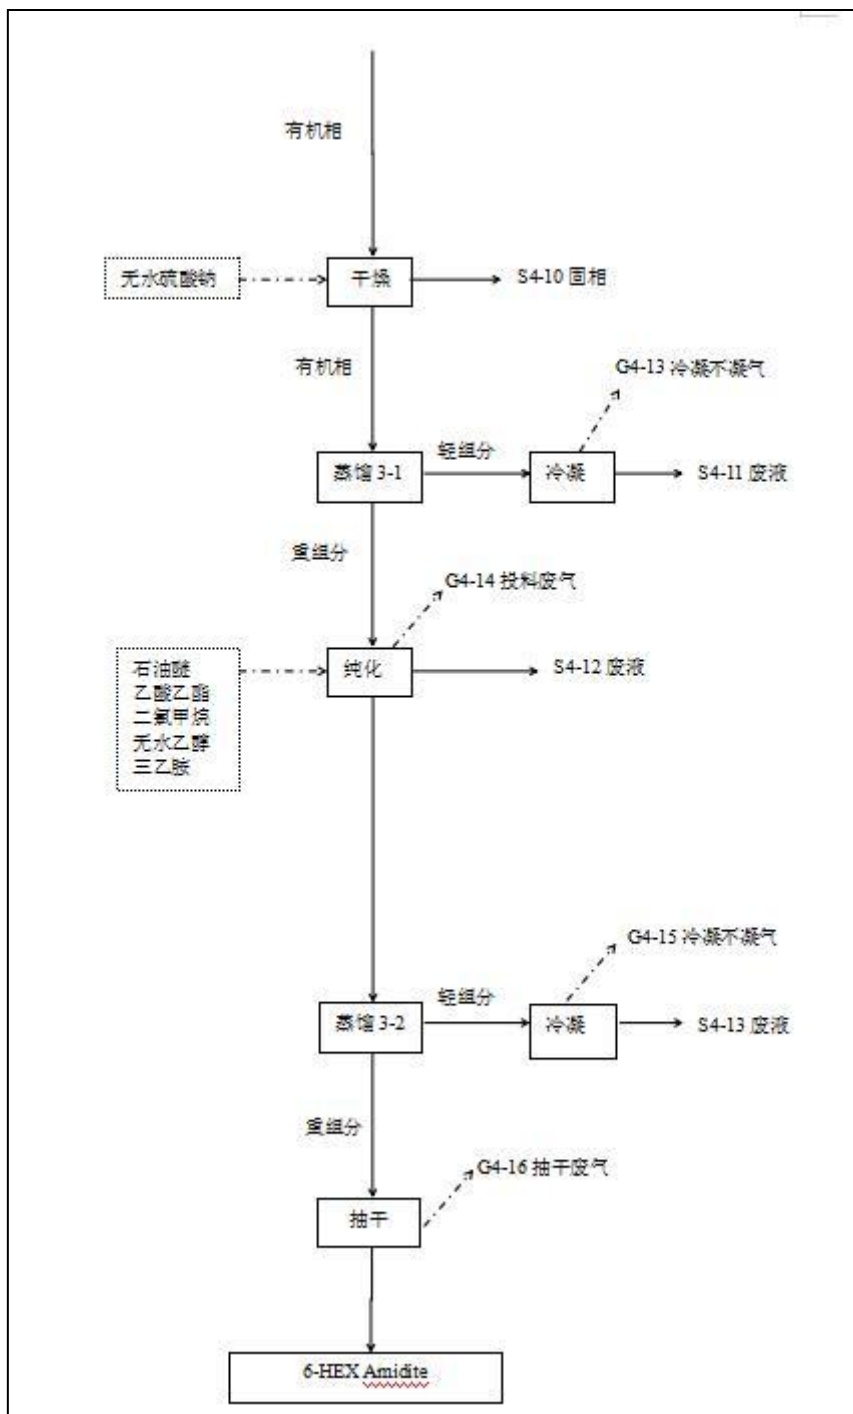 有机相
无水硫酸钠
干燥
S4-10 固相
有机相
G4-13 冷凝不凝气
蒸馏 3-1
轻组分
冷凝
S4-11 废液
重组分
G4-14 投料废气
石油醚
乙酸乙酯
二氯甲烷
无水乙醇
三乙胺
纯化
S4-12 废液
G4-15 冷凝不凝气
蒸馏 3-2
轻组分
冷凝
S4-13 废液
重组分
G4-16 抽干废气
抽干
6-HEX Amidite